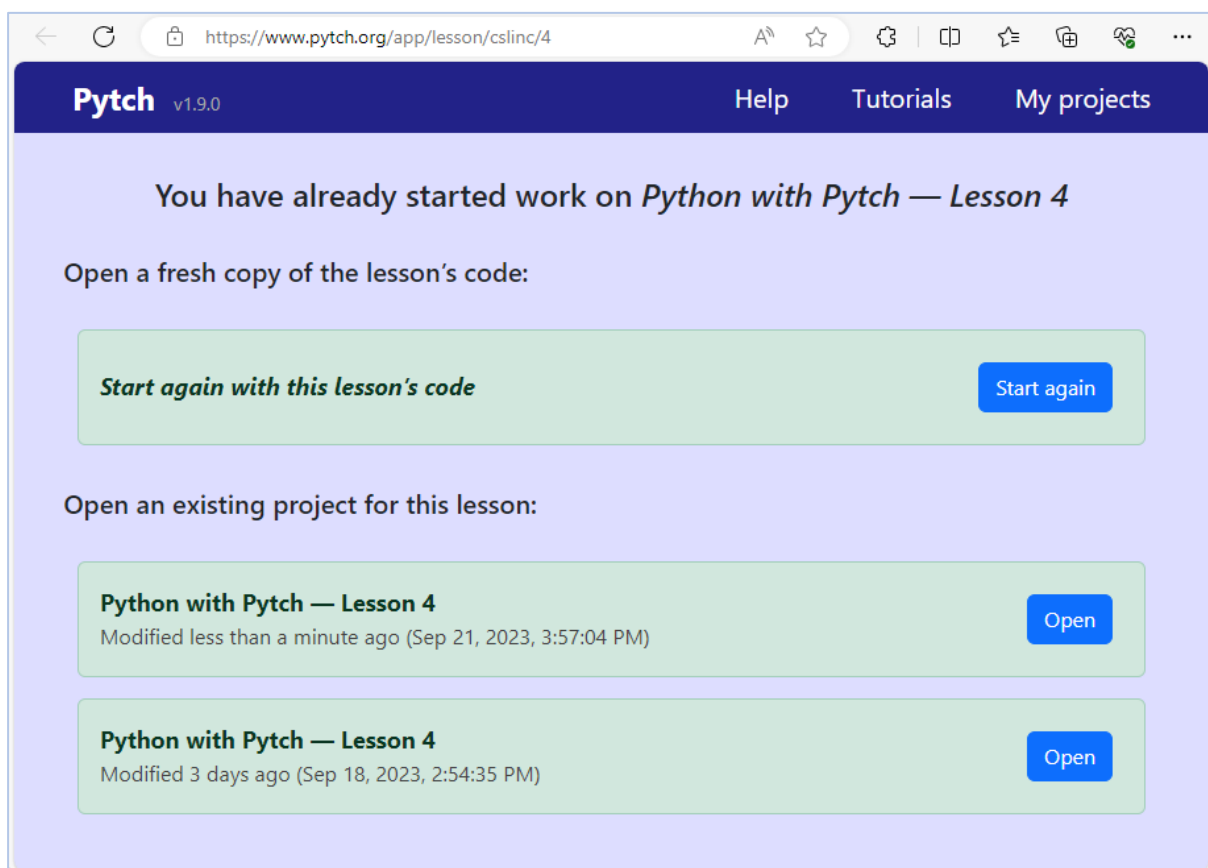 https://www.pytch.org/app/lesson/cslinc/4
Pytch v1.9.0 Help Tutorials My projects
You have already started work on Python with Pytch — Lesson 4
Open a fresh copy of the lesson’s code:
Start again with this lesson’s code Start again
Open an existing project for this lesson:
Python with Pytch — Lesson 4
Modified less than a minute ago (Sep 21, 2023, 3:57:04 PM)
Open
Python with Pytch — Lesson 4
Modified 3 days ago (Sep 18, 2023, 2:54:35 PM)
Open